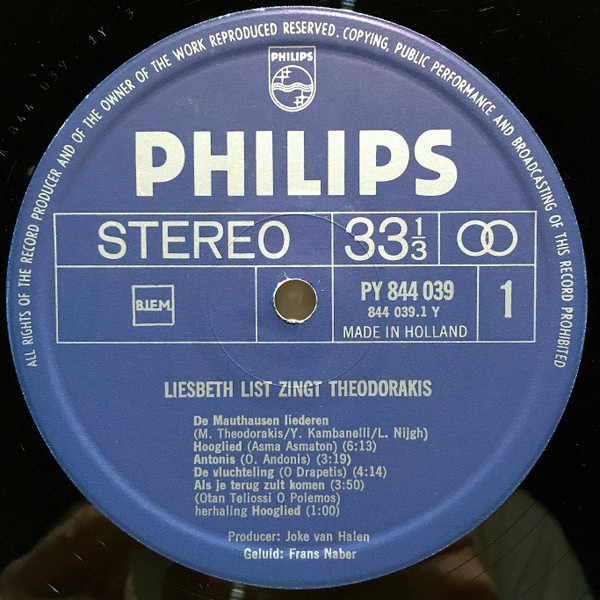 ALL RIGHTS OF THE RECORD PRODUCER AND OF THE OWNER OF THE WORK REPRODUCED RESERVED. COPYING, PUBLIC PERFORMANCE AND BROADCASTING OF THIS RECORD PROHIBITED
PHILIPS
PHILIPS
STEREO 33 1/3
B.I.E.M. PY 844 039 1
844 039.1 Y
MADE IN HOLLAND
LIESBETH LIST ZINGT THEODORAKIS
De Mauthausen liederen
(M. Theodorakis/Y. Kambanelli/L. Nijgh)
Hooglied (Asma Asmaton) (6:13)
Antonis (O. Andonis) (3:19)
De vluchteling (O Drapetis) (4:14)
Als je terug zult komen (3:50)
(Otan Teliossi O Polemos)
herhaling Hooglied (1:00)
Producer: Joke van Halen
Geluid: Frans Naber